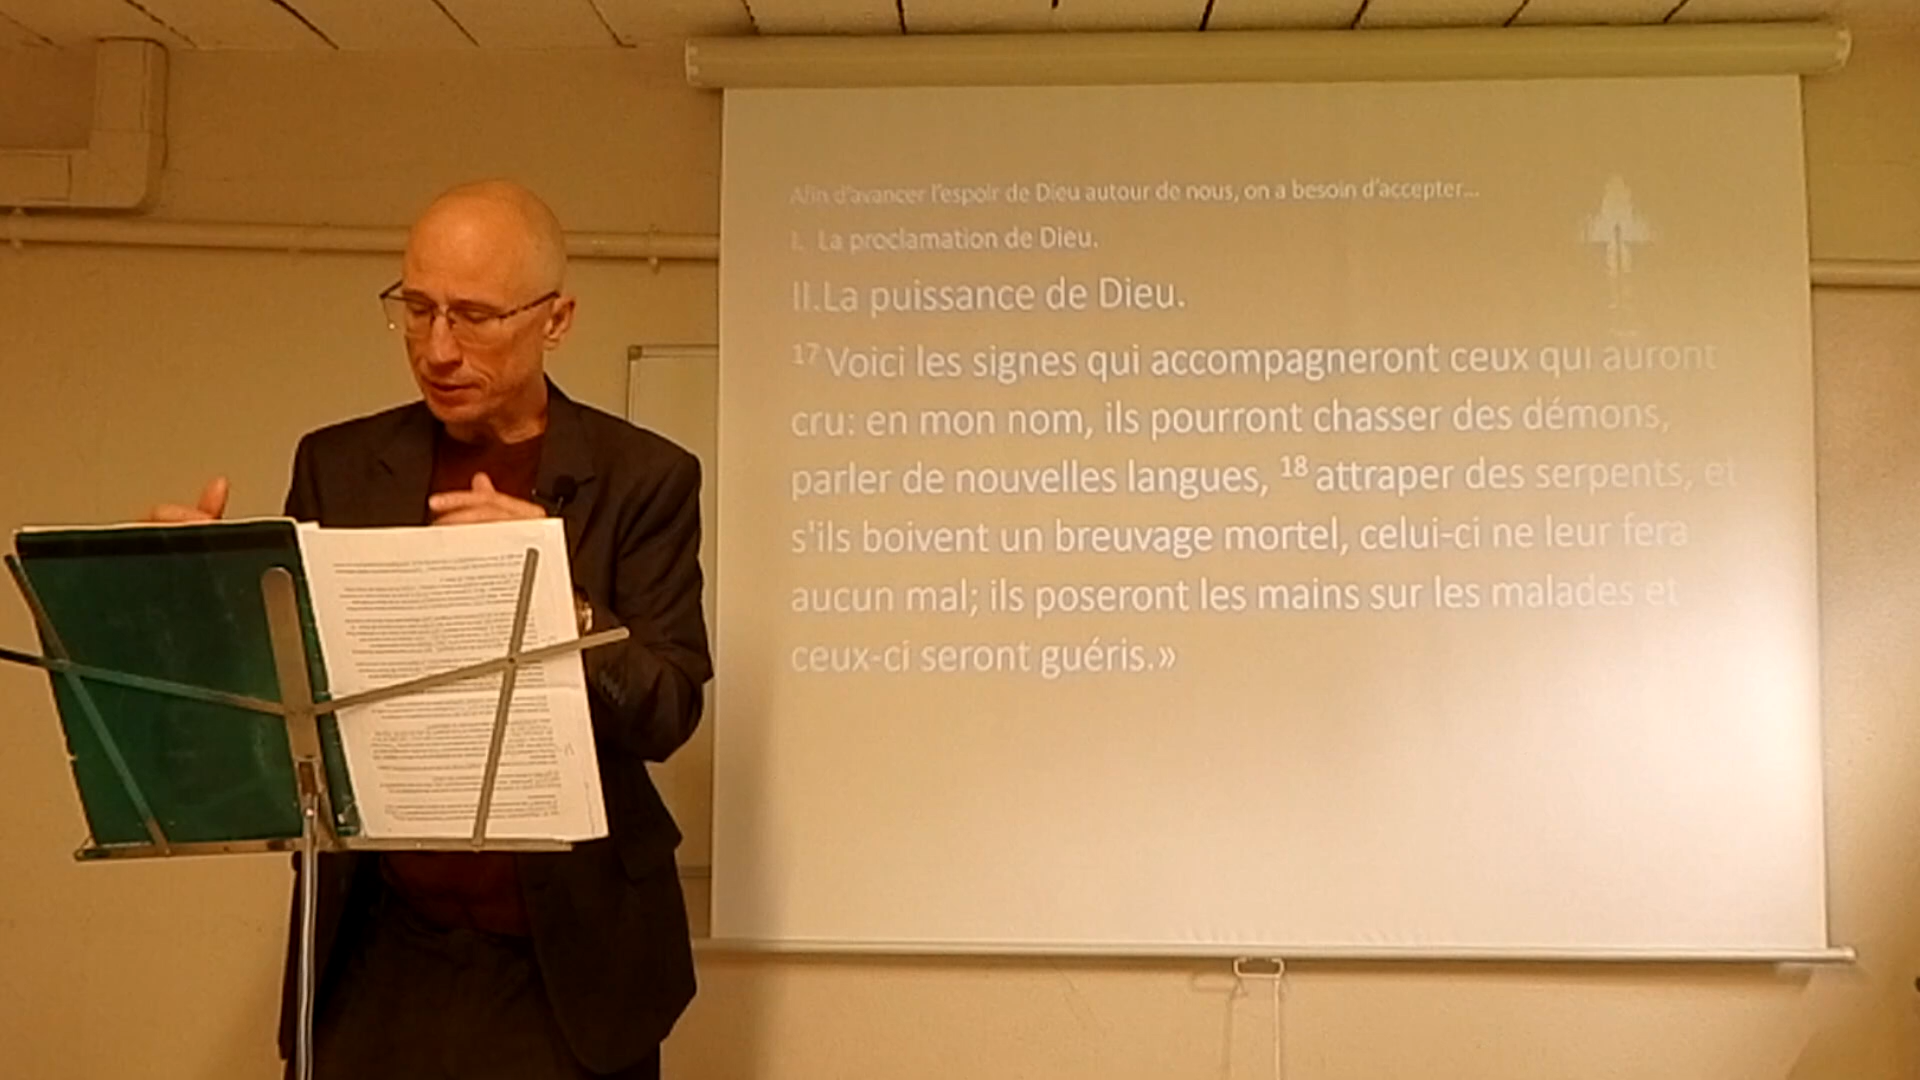 Afin d'avancer l'espoir de Dieu autour de nous, on a besoin d'accepter...
I. La proclamation de Dieu.
II.La puissance de Dieu.
17 Voici les signes qui accompagneront ceux qui auront
cru: en mon nom, ils pourront chasser des démons,
parler de nouvelles langues, 18 attraper des serpents, et
s'ils boivent un breuvage mortel, celui-ci ne leur fera
aucun mal; ils poseront les mains sur les malades et
ceux-ci seront guéris.»